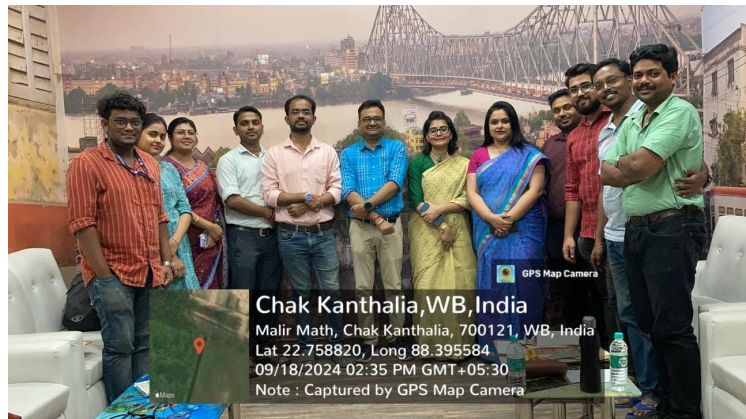 GPS Map Camera
Chak Kanthalia,WB,India
Malir Math, Chak Kanthalia, 700121, WB, India
Lat 22.758820, Long 88.395584
09/18/2024 02:35 PM GMT+05:30
Note : Captured by GPS Map Camera
Maps